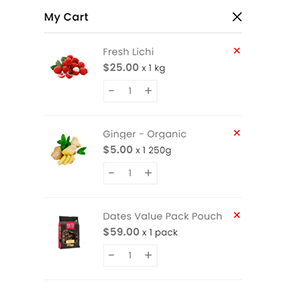 My Cart
Fresh Lichi
$25.00 x 1 kg
− 1 +
Ginger - Organic
$5.00 x 1 250g
− 1 +
Dates Value Pack Pouch
$59.00 x 1 pack
− 1 +